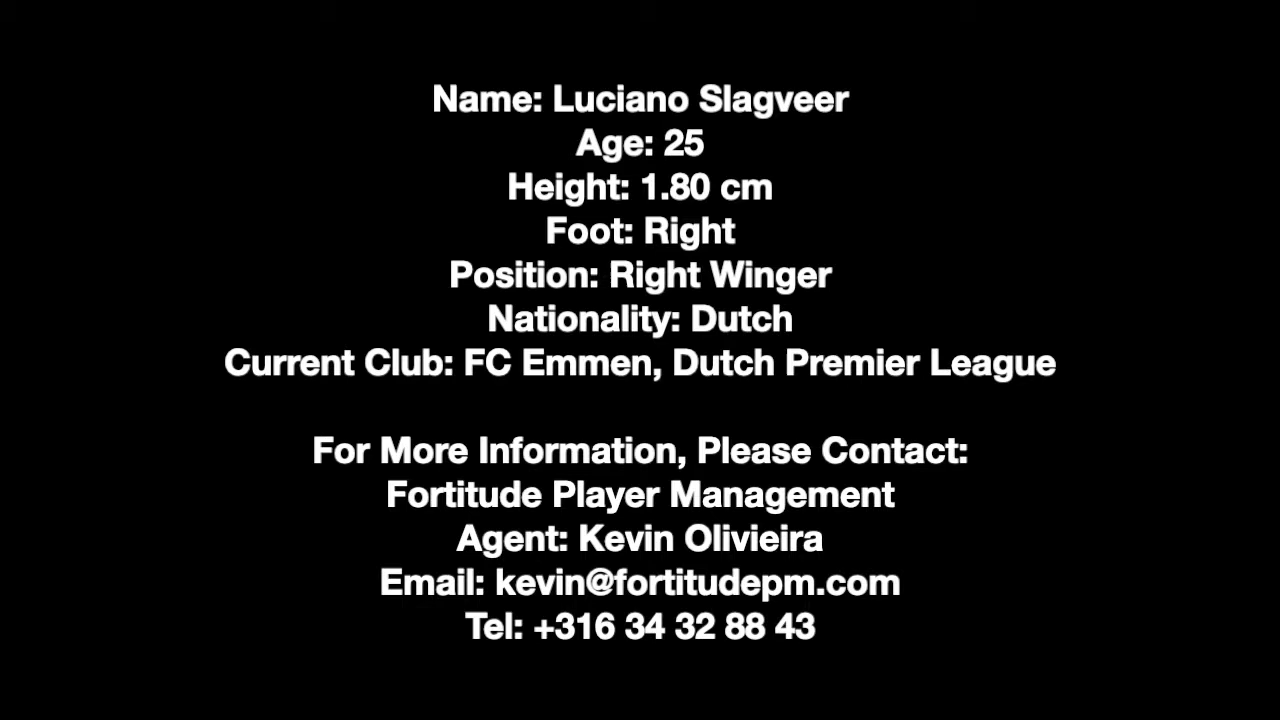 Name: Luciano Slagveer
Age: 25
Height: 1.80 cm
Foot: Right
Position: Right Winger
Nationality: Dutch
Current Club: FC Emmen, Dutch Premier League
For More Information, Please Contact:
Fortitude Player Management
Agent: Kevin Olivieira
Email: kevin@fortitudepm.com
Tel: +316 34 32 88 43